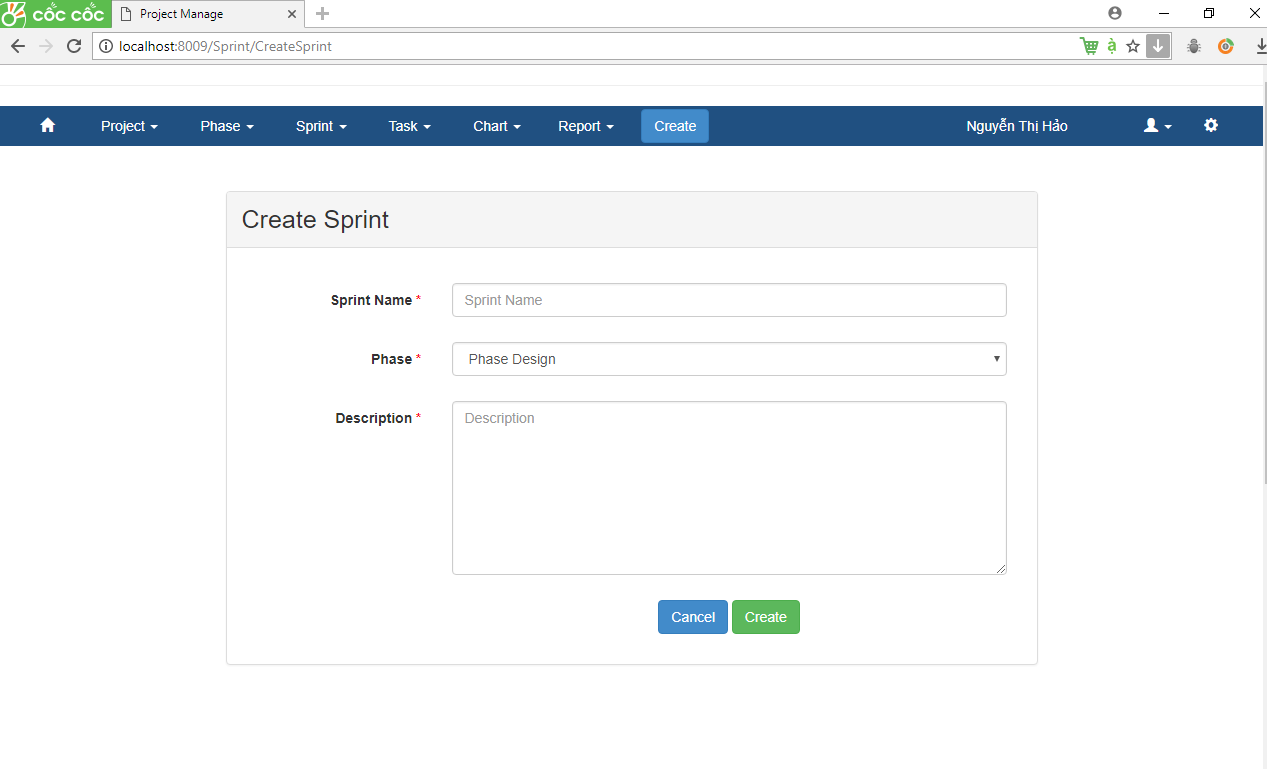 cốc cốc Project Manage
localhost:8009/Sprint/CreateSprint à
Project Phase Sprint Task Chart Report Create Nguyễn Thị Hảo
Create Sprint
Sprint Name * Sprint Name
Phase * Phase Design
Description * Description
Cancel Create